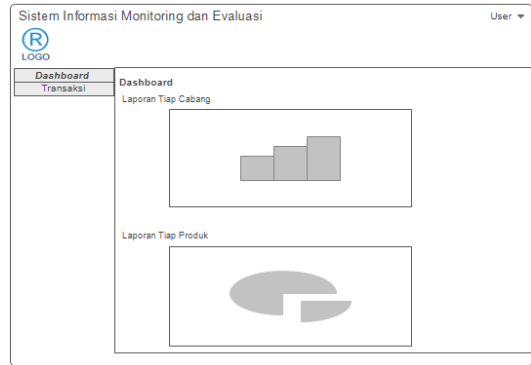 Sistem Informasi Monitoring dan Evaluasi
User
R
LOGO
Dashboard
Transaksi
Dashboard
Laporan Tiap Cabang
Laporan Tiap Produk